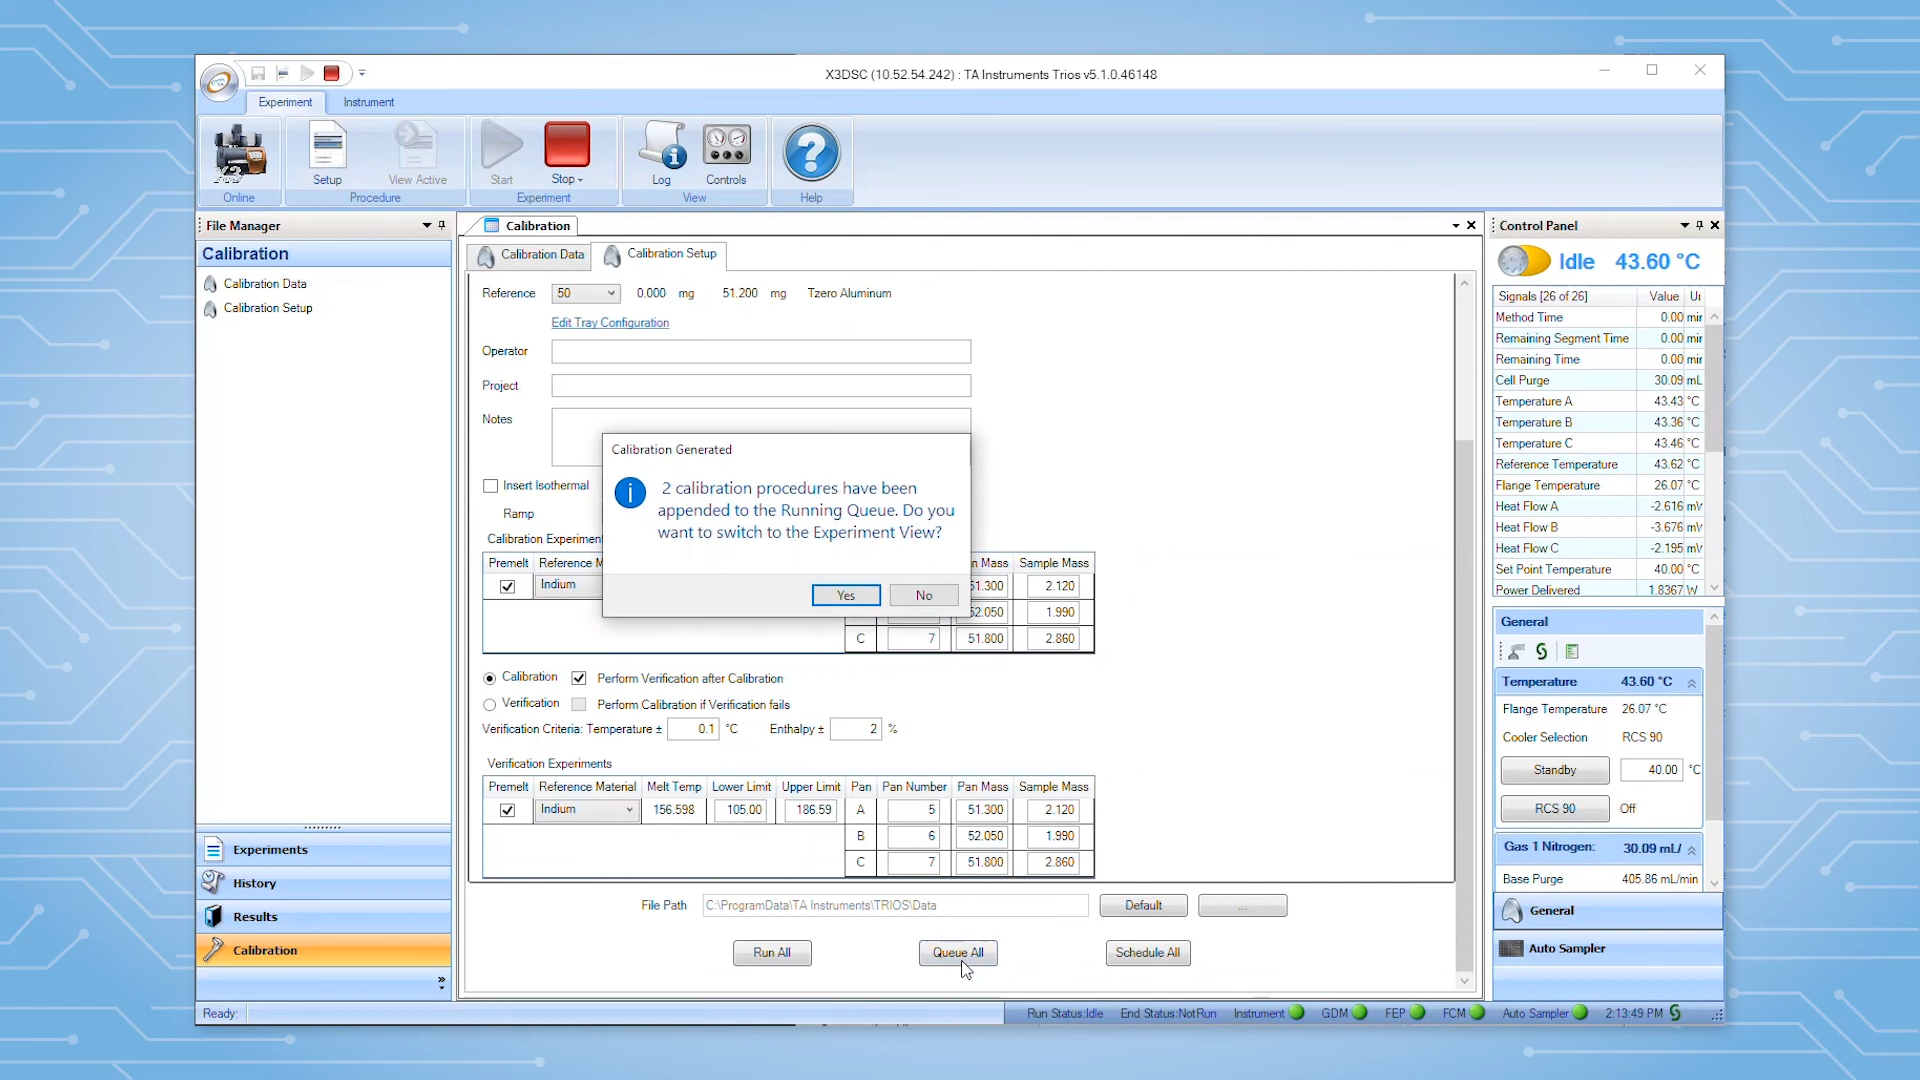 X3DSC (10.52.54.242) : TA Instruments Trios v5.1.0.46148
Experiment
Instrument
X3
Setup
View Active
Start
Stop
Log
Controls
Online
Procedure
Experiment
View
Help
File Manager
Calibration
Calibration Data
Calibration Setup
Experiments
History
Results
Calibration
Calibration
Calibration Data
Calibration Setup
Reference 50 0.000 mg 51.200 mg Tzero Aluminum
Edit Tray Configuration
Operator
Project
Notes
Insert Isothermal
Ramp
Calibration Generated
2 calibration procedures have been
appended to the Running Queue. Do you
want to switch to the Experiment View?
Yes No
Premelt Sample Mass
Indium 51.300 2.120
52.050 1.990
C 7 51.800 2.860
Calibration Perform Verification after Calibration
Verification Perform Calibration if Verification fails
Verification Criteria: Temperature ± 0.1 °C Enthalpy ± 2 %
Verification Experiments
Premelt Reference Material Melt Temp Lower Limit Upper Limit Pan Pan Number Pan Mass Sample Mass
Indium 156.598 105.00 186.59 A 5 51.300 2.120
B 6 52.050 1.990
C 7 51.800 2.860
File Path C:\ProgramData\TA Instruments\TRIOS\Data Default ...
Run All Queue All Schedule All
Control Panel
Idle 43.60 °C
Signals [26 of 26] Value
Method Time 0.00 min
Remaining Segment Time 0.00 min
Remaining Time 0.00 min
Cell Purge 30.09 mL
Temperature A 43.43 °C
Temperature B 43.36 °C
Temperature C 43.46 °C
Reference Temperature 43.62 °C
Flange Temperature 26.07 °C
Heat Flow A -2.616
Heat Flow B -3.676
Heat Flow C -2.195
Set Point Temperature 40.00 °C
Power Delivered 1.8367 W
General
Temperature 43.60 °C
Flange Temperature 26.07 °C
Cooler Selection RCS 90
Standby 40.00 °C
RCS 90 Off
Gas 1 Nitrogen: 30.09 mL/
Base Purge 405.86 mL/min
General
Auto Sampler
Ready: Run Status:Idle End Status:NotRun Instrument GDM FEP FCM Auto Sampler 2:13:49 PM